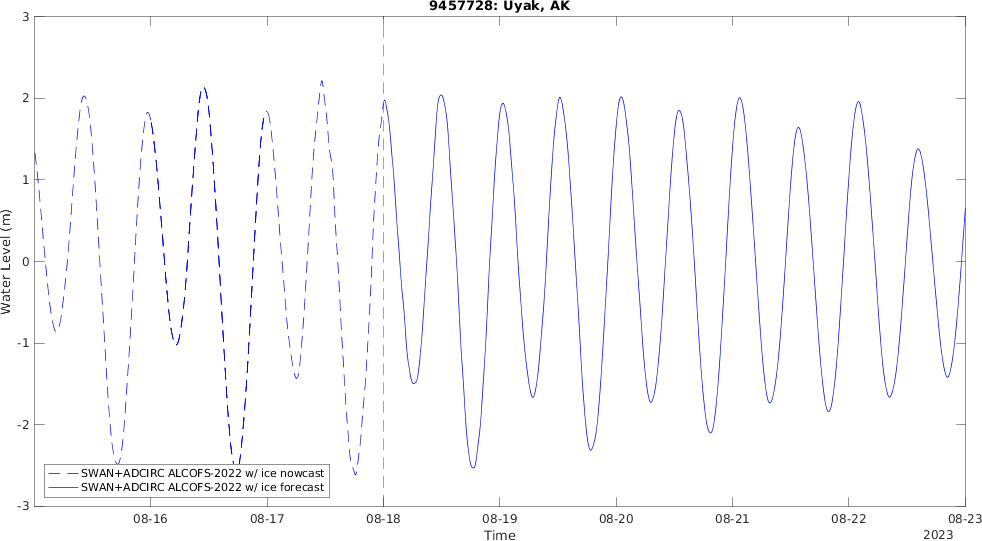 9457728: Uyak, AK
Water Level (m)
3
2
1
0
-1
-2
-3
SWAN+ADCIRC ALCOFS-2022 w/ ice nowcast
SWAN+ADCIRC ALCOFS-2022 w/ ice forecast
08-16 08-17 08-18 08-19 08-20 08-21 08-22 08-23
Time
2023